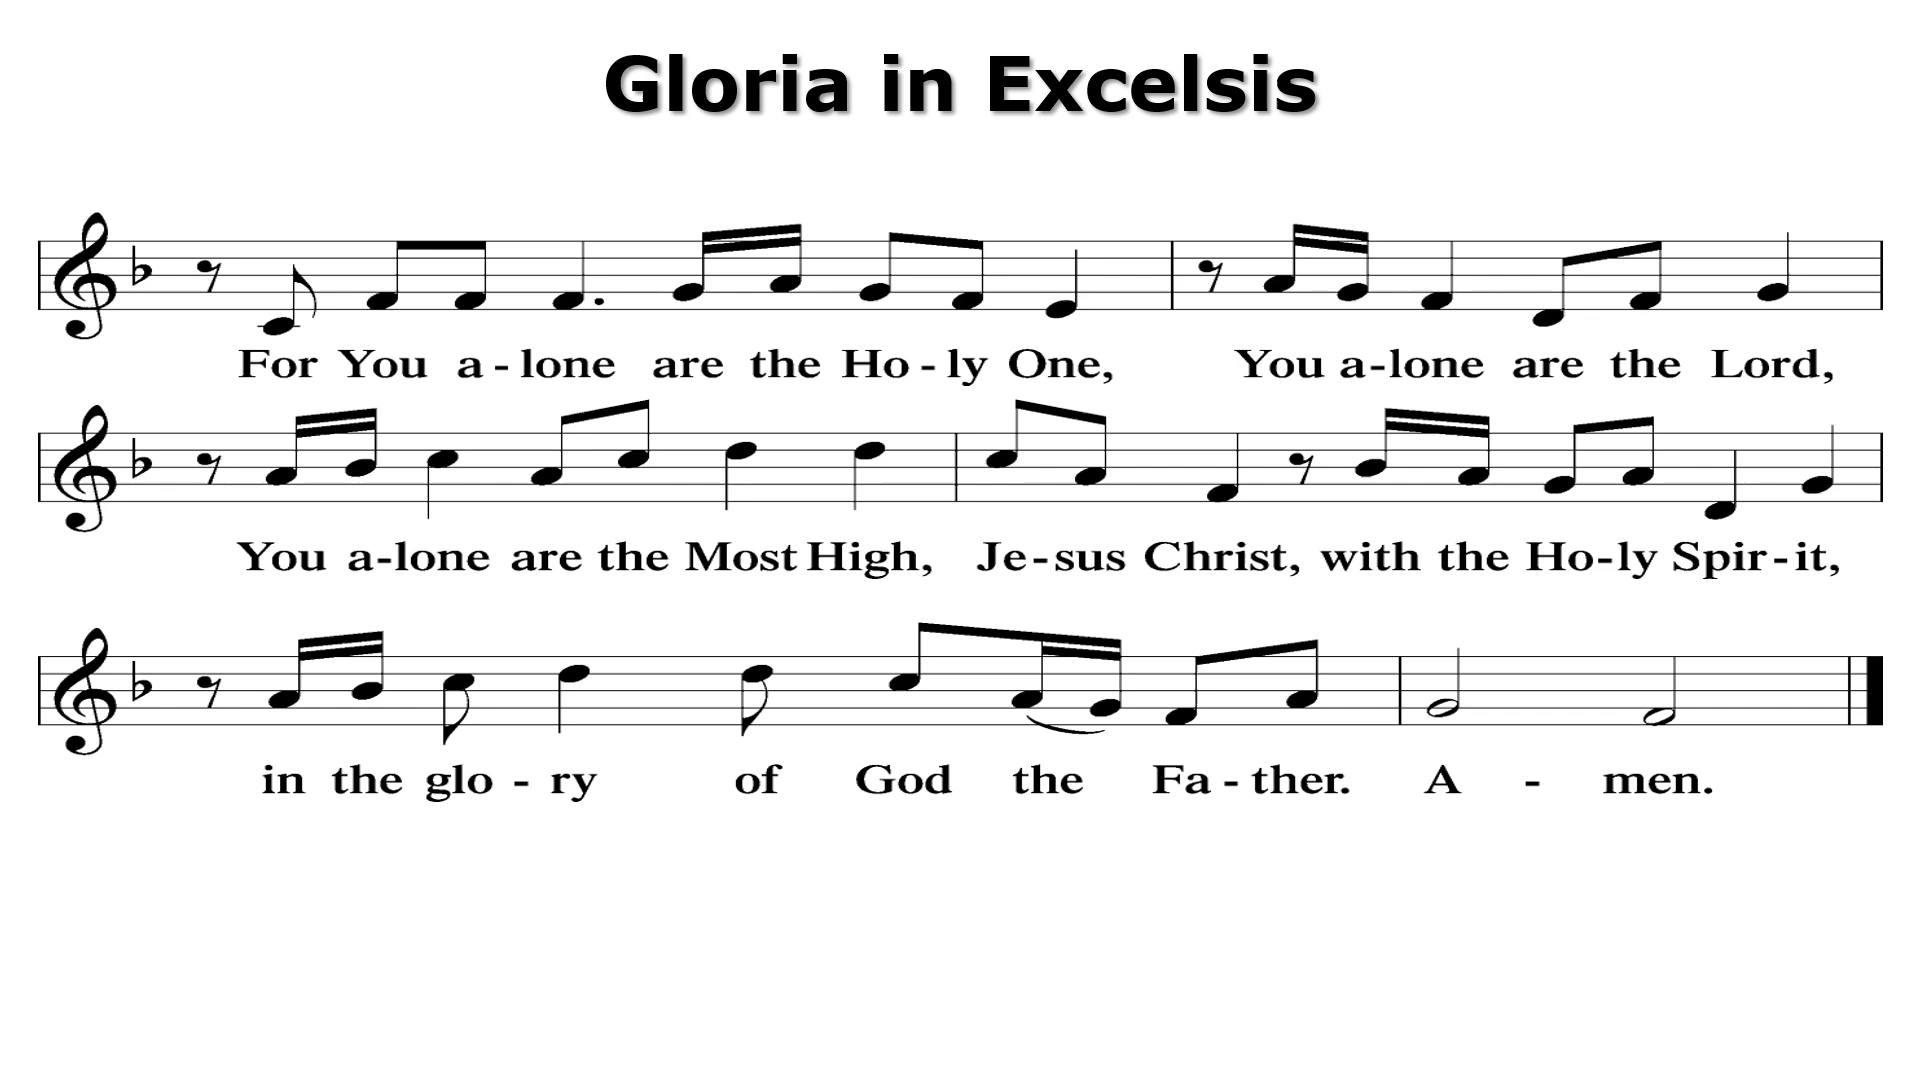 Gloria in Excelsis
For You a - lone are the Ho - ly One, You a-lone are the Lord,
You a-lone are the Most High, Je-sus Christ, with the Ho-ly Spir-it,
in the glo - ry of God the Fa - ther. A - men.